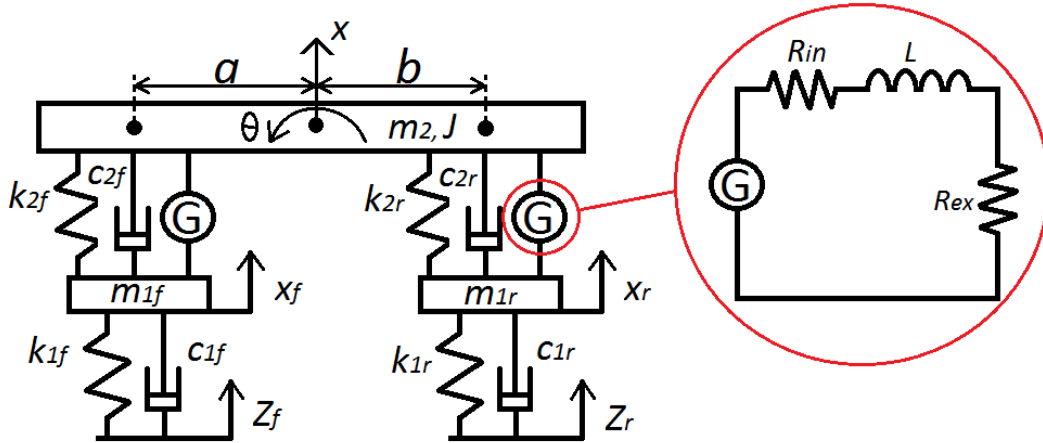 x
a
b
θ
m2, J
k2f
c2f
G
k2r
c2r
G
m1f
xf
m1r
xr
k1f
c1f
Zf
k1r
c1r
Zr
Rin
L
G
Rex